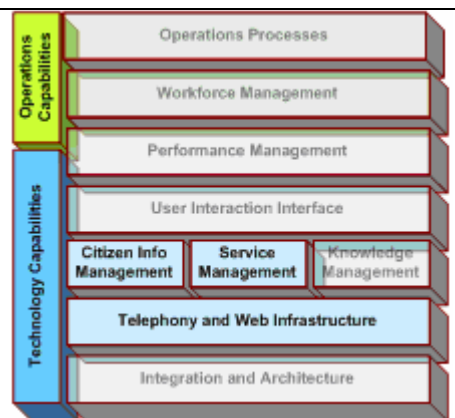 Operations
Capabilities
Operations Processes
Workforce Management
Performance Management
Technology Capabilities
User Interaction Interface
Citizen Info
Management
Service
Management
Knowledge
Management
Telephony and Web Infrastructure
Integration and Architecture